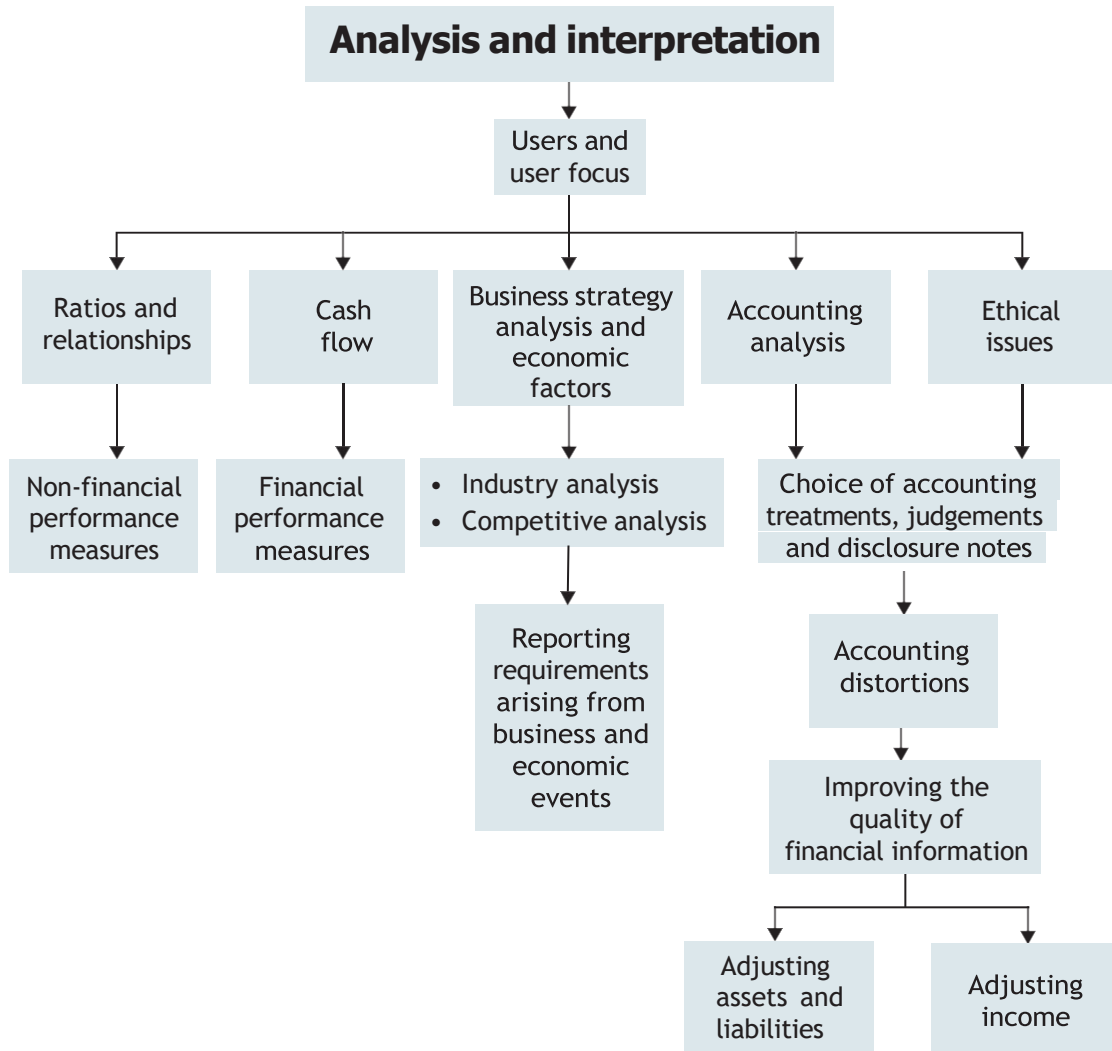 Analysis and interpretation
Users and
user focus
Ratios and
relationships
Cash
flow
Business strategy
analysis and
economic
factors
Accounting
analysis
Ethical
issues
Non-financial
performance
measures
Financial
performance
measures
• Industry analysis
• Competitive analysis
Choice of accounting
treatments, judgements
and disclosure notes
Reporting
requirements
arising from
business and
economic
events
Accounting
distortions
Improving the
quality of
financial information
Adjusting
assets and
liabilities
Adjusting
income